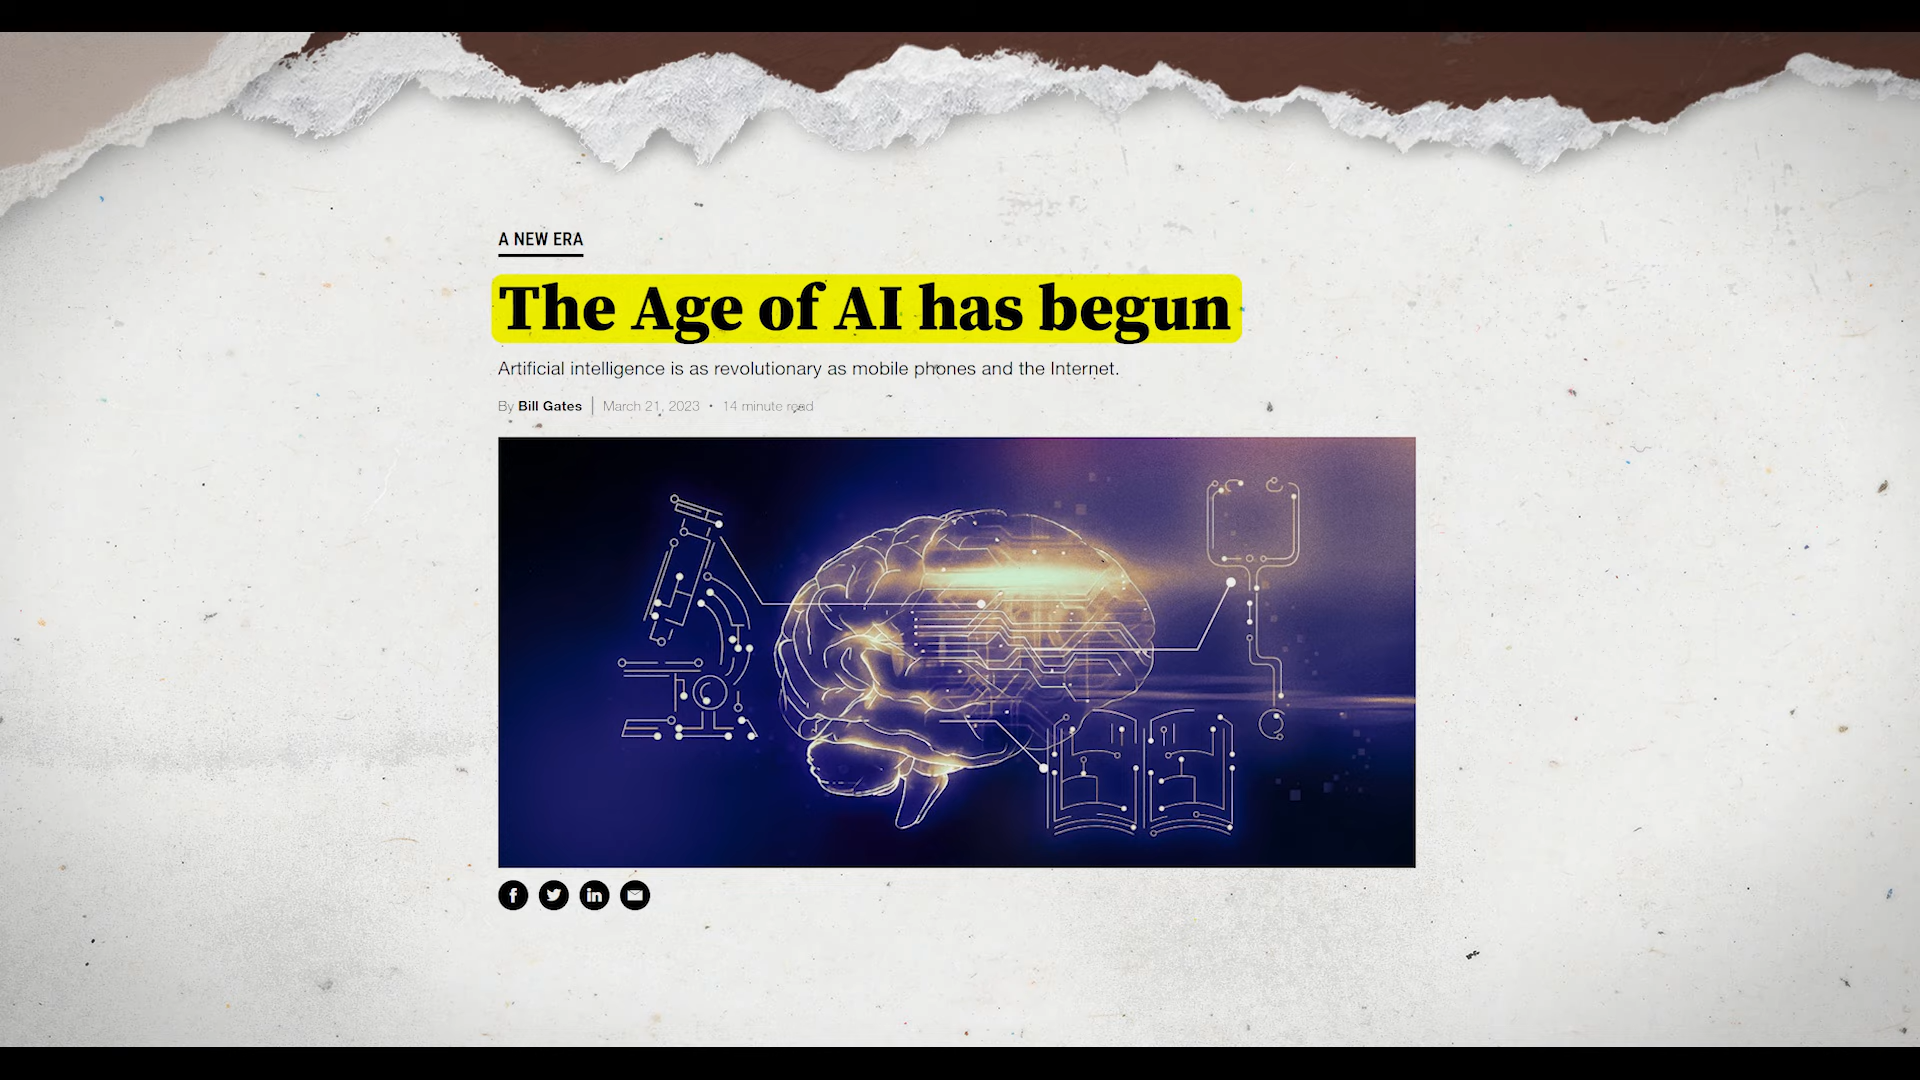 A NEW ERA
The Age of AI has begun
Artificial intelligence is as revolutionary as mobile phones and the Internet.
By Bill Gates | March 21, 2023 • 14 minute read